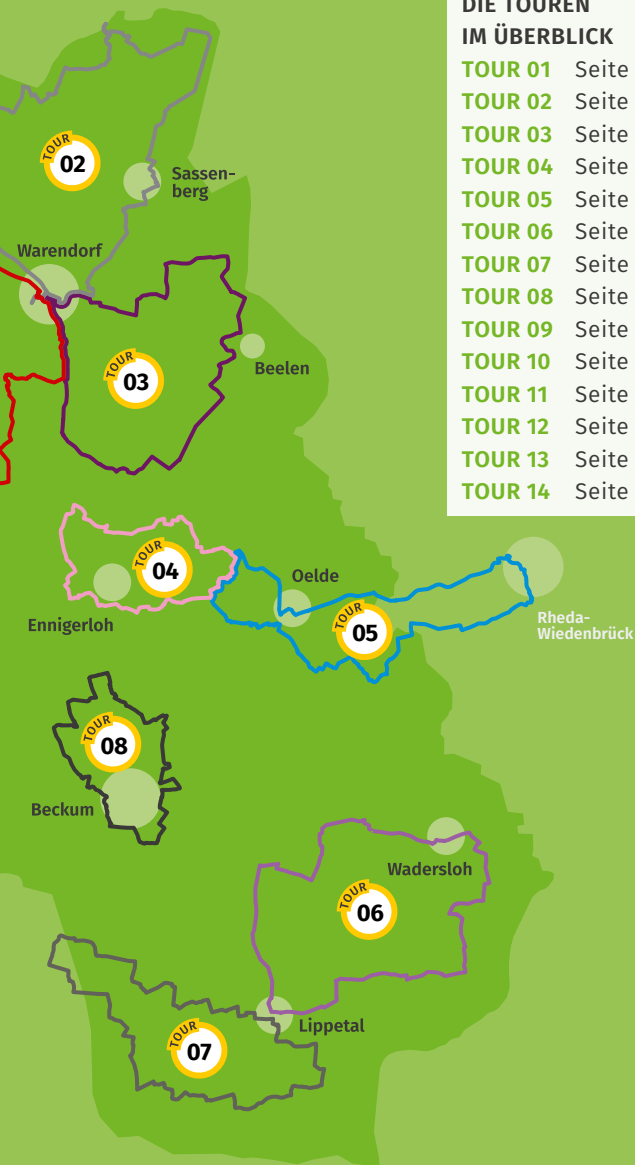 DIE TOUREN
IM ÜBERBLICK
TOUR 01 Seite
TOUR 02 Seite
TOUR 03 Seite
TOUR 04 Seite
TOUR 05 Seite
TOUR 06 Seite
TOUR 07 Seite
TOUR 08 Seite
TOUR 09 Seite
TOUR 10 Seite
TOUR 11 Seite
TOUR 12 Seite
TOUR 13 Seite
TOUR 14 Seite
TOUR
02
Sassen-
berg
Warendorf
TOUR
03
Beelen
TOUR
04
Ennigerloh
Oelde
TOUR
05
Rheda-
Wiedenbrück
TOUR
08
Beckum
Wadersloh
TOUR
06
Lippetal
TOUR
07